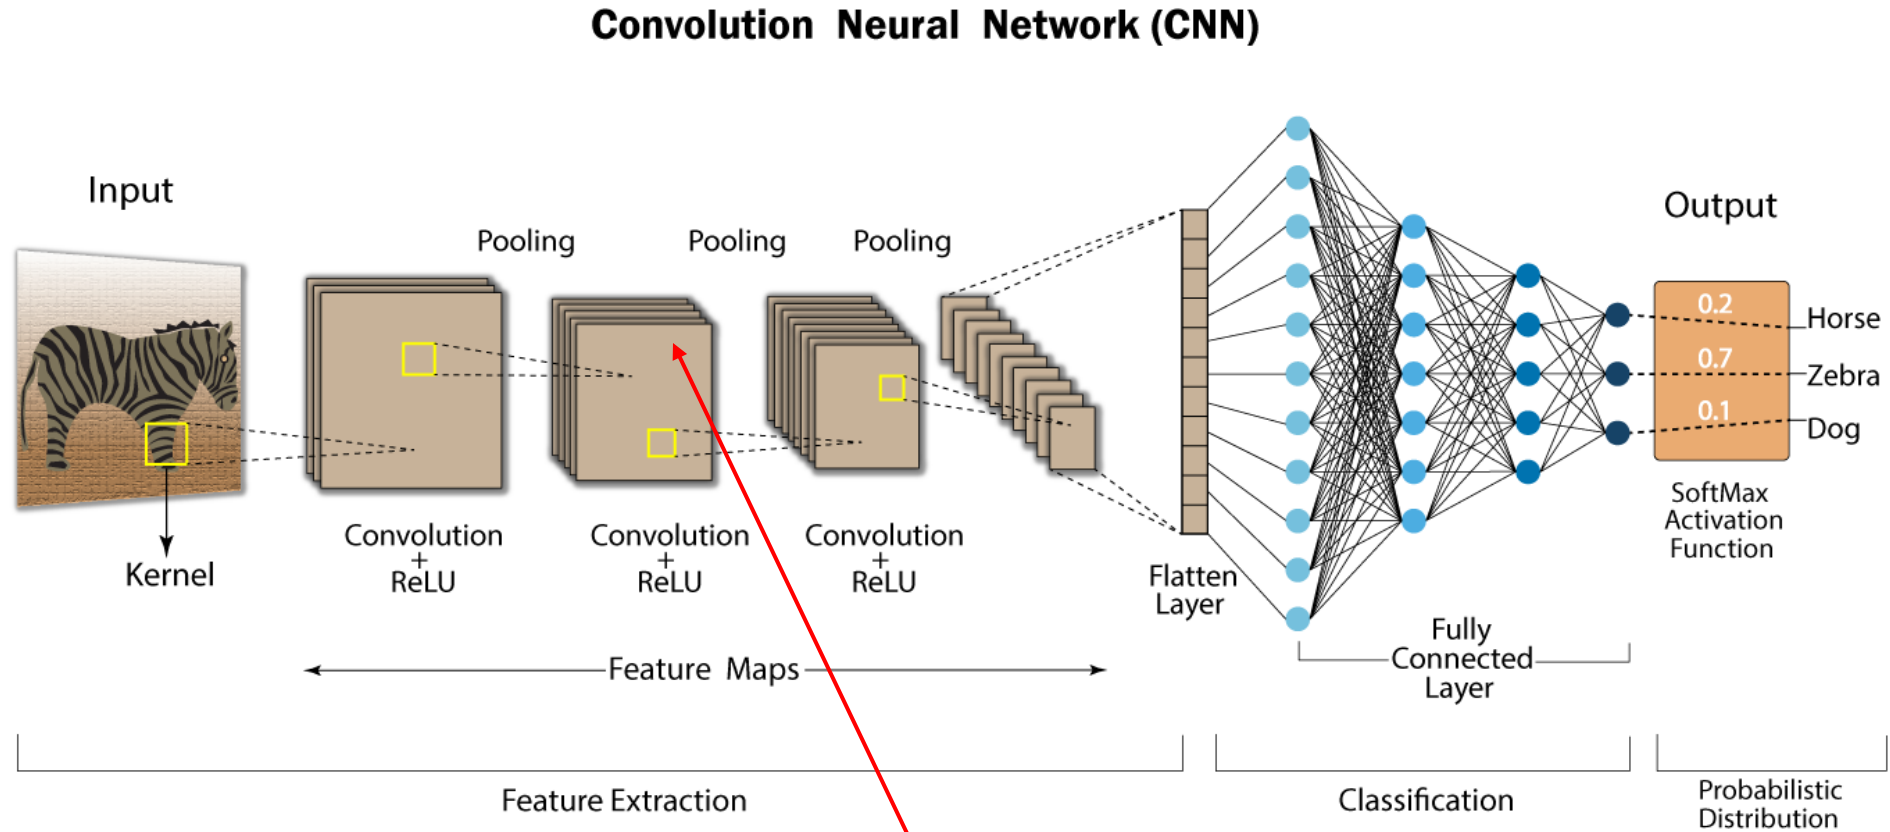 Convolution Neural Network (CNN)
Input
Pooling
Pooling
Pooling
Output
0.2
Horse
0.7
Zebra
0.1
Dog
Kernel
Convolution
+
ReLU
Convolution
+
ReLU
Convolution
+
ReLU
Flatten
Layer
SoftMax
Activation
Function
Feature Maps
Fully
Connected
Layer
Feature Extraction
Classification
Probabilistic
Distribution